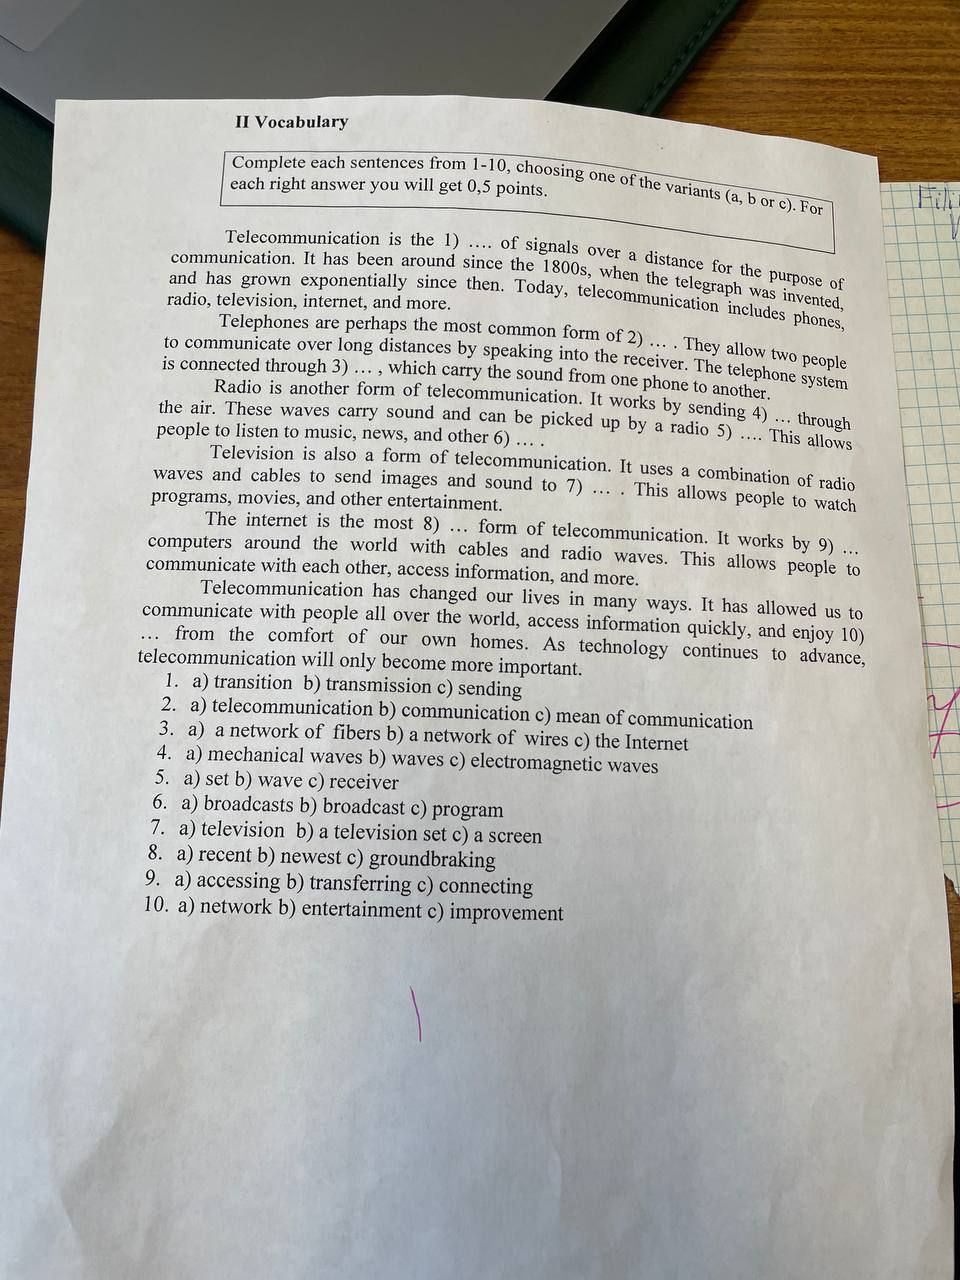 II Vocabulary
Complete each sentences from 1-10, choosing one of the variants (a, b or c). For
each right answer you will get 0,5 points.
Telecommunication is the 1) .... of signals over a distance for the purpose of
communication. It has been around since the 1800s, when the telegraph was invented,
and has grown exponentially since then. Today, telecommunication includes phones,
radio, television, internet, and more.
Telephones are perhaps the most common form of 2) ... . They allow two people
to communicate over long distances by speaking into the receiver. The telephone system
is connected through 3) ... , which carry the sound from one phone to another.
Radio is another form of telecommunication. It works by sending 4) ... through
the air. These waves carry sound and can be picked up by a radio 5) .... This allows
people to listen to music, news, and other 6) ... .
Television is also a form of telecommunication. It uses a combination of radio
waves and cables to send images and sound to 7) ... . This allows people to watch
programs, movies, and other entertainment.
The internet is the most 8) ... form of telecommunication. It works by 9) ...
computers around the world with cables and radio waves. This allows people to
communicate with each other, access information, and more.
Telecommunication has changed our lives in many ways. It has allowed us to
communicate with people all over the world, access information quickly, and enjoy 10)
... from the comfort of our own homes. As technology continues to advance,
telecommunication will only become more important.
1. a) transition b) transmission c) sending
2. a) telecommunication b) communication c) mean of communication
3. a) a network of fibers b) a network of wires c) the Internet
4. a) mechanical waves b) waves c) electromagnetic waves
5. a) set b) wave c) receiver
6. a) broadcasts b) broadcast c) program
7. a) television b) a television set c) a screen
8. a) recent b) newest c) groundbraking
9. a) accessing b) transferring c) connecting
10. a) network b) entertainment c) improvement